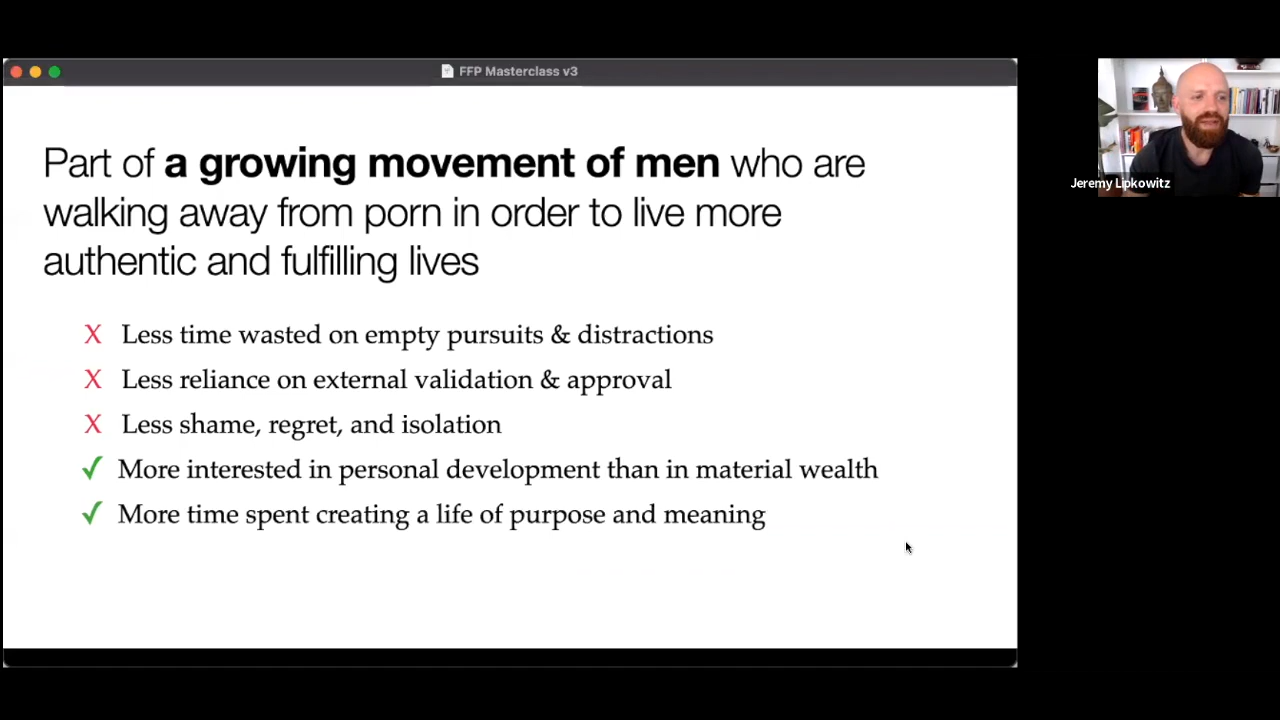 FFP Masterclass v3
Part of a growing movement of men who are
walking away from porn in order to live more
authentic and fulfilling lives
X Less time wasted on empty pursuits & distractions
X Less reliance on external validation & approval
X Less shame, regret, and isolation
✓ More interested in personal development than in material wealth
✓ More time spent creating a life of purpose and meaning
Jeremy Lipkowitz